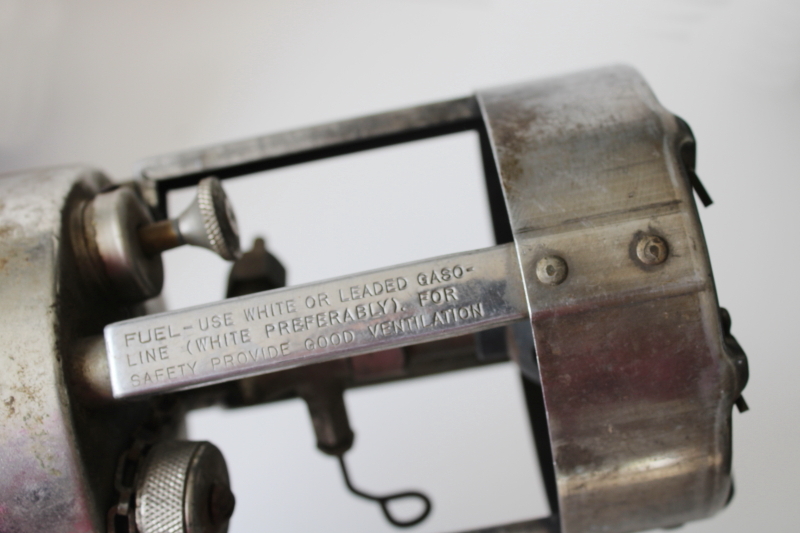 FUEL-USE WHITE OR LEADED GASO-
LINE (WHITE PREFERABLY). FOR
SAFETY PROVIDE GOOD VENTILATION